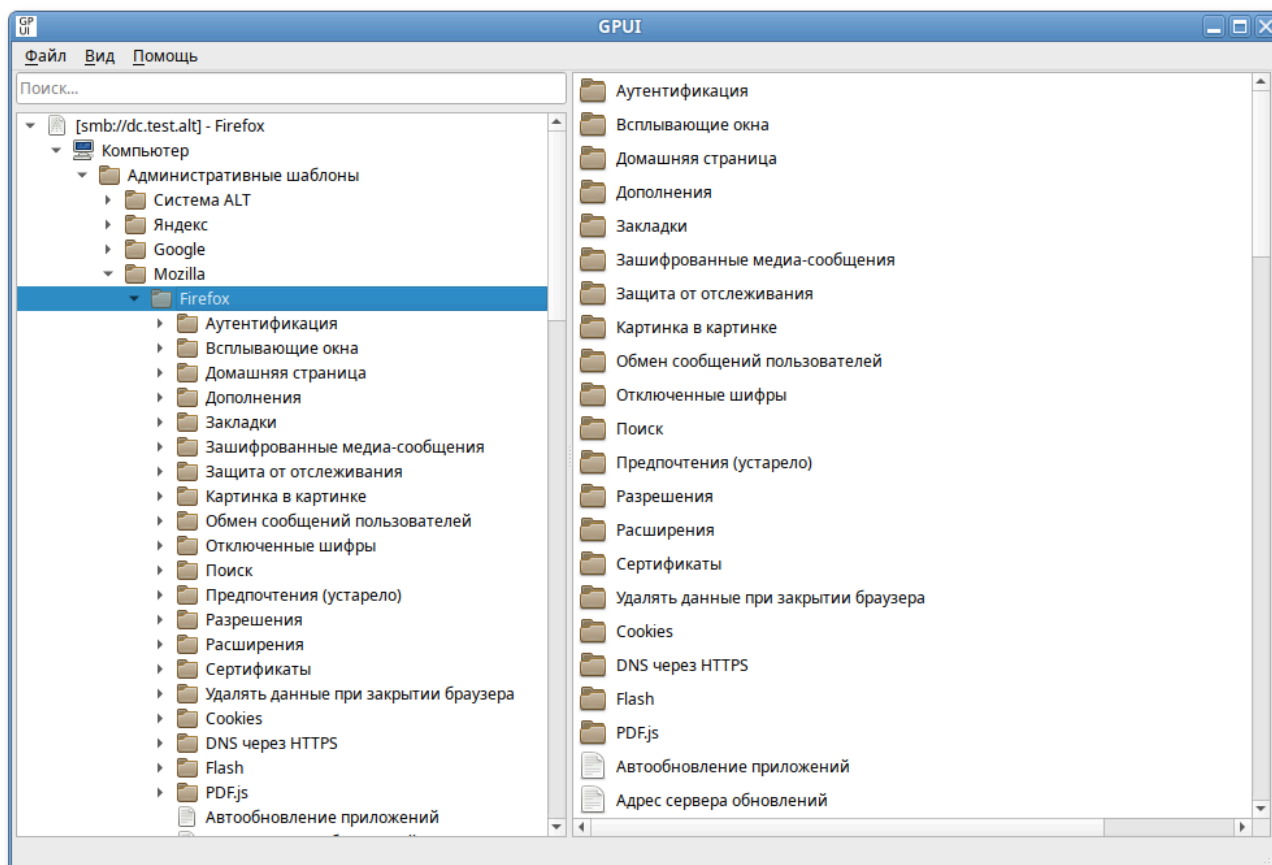 GP
UI
GPUI
Файл Вид Помощь
Поиск...
[smb://dc.test.alt] - Firefox
Компьютер
Административные шаблоны
Система ALT
Яндекс
Google
Mozilla
Firefox
Аутентификация
Всплывающие окна
Домашняя страница
Дополнения
Закладки
Зашифрованные медиа-сообщения
Защита от отслеживания
Картинка в картинке
Обмен сообщений пользователей
Отключенные шифры
Поиск
Предпочтения (устарело)
Разрешения
Расширения
Сертификаты
Удалять данные при закрытии браузера
Cookies
DNS через HTTPS
Flash
PDF.js
Автообновление приложений
Аутентификация
Всплывающие окна
Домашняя страница
Дополнения
Закладки
Зашифрованные медиа-сообщения
Защита от отслеживания
Картинка в картинке
Обмен сообщений пользователей
Отключенные шифры
Поиск
Предпочтения (устарело)
Разрешения
Расширения
Сертификаты
Удалять данные при закрытии браузера
Cookies
DNS через HTTPS
Flash
PDF.js
Автообновление приложений
Адрес сервера обновлений